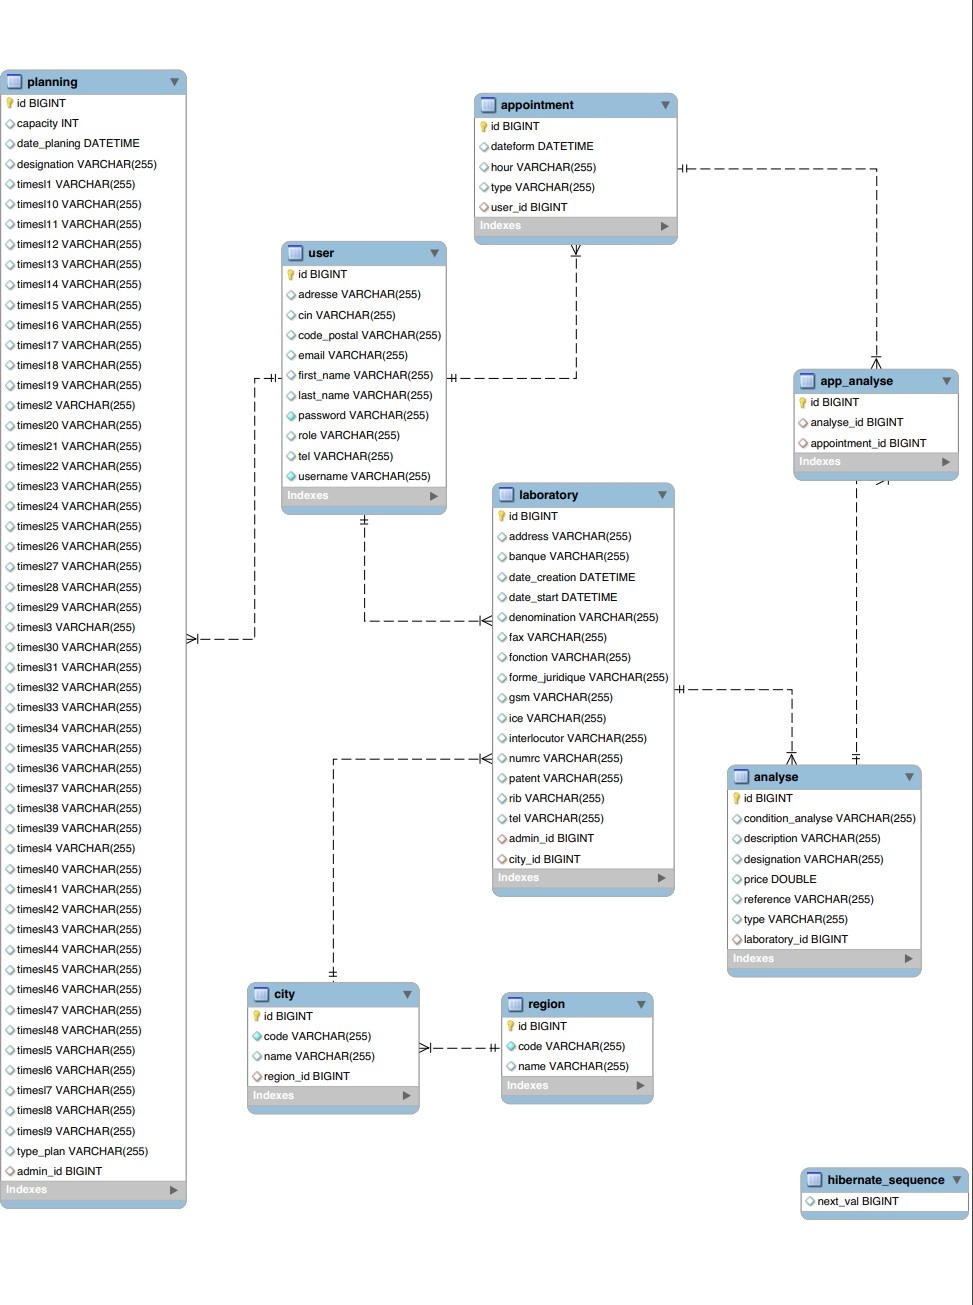 planning
id BIGINT
capacity INT
date_planing DATETIME
designation VARCHAR(255)
timesl1 VARCHAR(255)
timesl10 VARCHAR(255)
timesl11 VARCHAR(255)
timesl12 VARCHAR(255)
timesl13 VARCHAR(255)
timesl14 VARCHAR(255)
timesl15 VARCHAR(255)
timesl16 VARCHAR(255)
timesl17 VARCHAR(255)
timesl18 VARCHAR(255)
timesl19 VARCHAR(255)
timesl2 VARCHAR(255)
timesl20 VARCHAR(255)
timesl21 VARCHAR(255)
timesl22 VARCHAR(255)
timesl23 VARCHAR(255)
timesl24 VARCHAR(255)
timesl25 VARCHAR(255)
timesl26 VARCHAR(255)
timesl27 VARCHAR(255)
timesl28 VARCHAR(255)
timesl29 VARCHAR(255)
timesl3 VARCHAR(255)
timesl30 VARCHAR(255)
timesl31 VARCHAR(255)
timesl32 VARCHAR(255)
timesl33 VARCHAR(255)
timesl34 VARCHAR(255)
timesl35 VARCHAR(255)
timesl36 VARCHAR(255)
timesl37 VARCHAR(255)
timesl38 VARCHAR(255)
timesl39 VARCHAR(255)
timesl4 VARCHAR(255)
timesl40 VARCHAR(255)
timesl41 VARCHAR(255)
timesl42 VARCHAR(255)
timesl43 VARCHAR(255)
timesl44 VARCHAR(255)
timesl45 VARCHAR(255)
timesl46 VARCHAR(255)
timesl47 VARCHAR(255)
timesl48 VARCHAR(255)
timesl5 VARCHAR(255)
timesl6 VARCHAR(255)
timesl7 VARCHAR(255)
timesl8 VARCHAR(255)
timesl9 VARCHAR(255)
type_plan VARCHAR(255)
admin_id BIGINT
Indexes
user
id BIGINT
adresse VARCHAR(255)
cin VARCHAR(255)
code_postal VARCHAR(255)
email VARCHAR(255)
first_name VARCHAR(255)
last_name VARCHAR(255)
password VARCHAR(255)
role VARCHAR(255)
tel VARCHAR(255)
username VARCHAR(255)
Indexes
appointment
id BIGINT
dateform DATETIME
hour VARCHAR(255)
type VARCHAR(255)
user_id BIGINT
Indexes
app_analyse
id BIGINT
analyse_id BIGINT
appointment_id BIGINT
Indexes
laboratory
id BIGINT
address VARCHAR(255)
banque VARCHAR(255)
date_creation DATETIME
date_start DATETIME
denomination VARCHAR(255)
fax VARCHAR(255)
fonction VARCHAR(255)
forme_juridique VARCHAR(255)
gsm VARCHAR(255)
ice VARCHAR(255)
interlocutor VARCHAR(255)
numrc VARCHAR(255)
patent VARCHAR(255)
rib VARCHAR(255)
tel VARCHAR(255)
admin_id BIGINT
city_id BIGINT
Indexes
analyse
id BIGINT
condition_analyse VARCHAR(255)
description VARCHAR(255)
designation VARCHAR(255)
price DOUBLE
reference VARCHAR(255)
type VARCHAR(255)
laboratory_id BIGINT
Indexes
city
id BIGINT
code VARCHAR(255)
name VARCHAR(255)
region_id BIGINT
Indexes
region
id BIGINT
code VARCHAR(255)
name VARCHAR(255)
Indexes
hibernate_sequence
next_val BIGINT